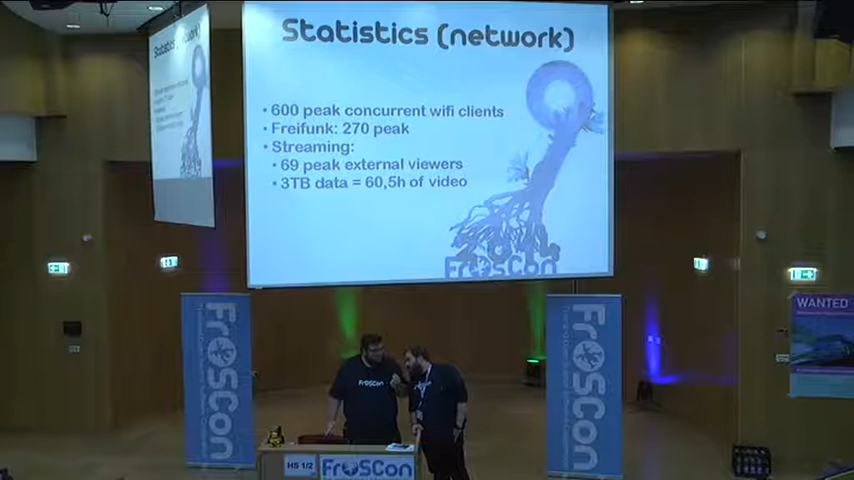 Statistics (network)
• 600 peak concurrent wifi clients
• Freifunk: 270 peak
• Streaming:
• 69 peak external viewers
• 3TB data = 60,5h of video
FrOSCon
FrOSCon
FrOSCon
FrOSCon
HS 1/2
FrOSCon
WANTED